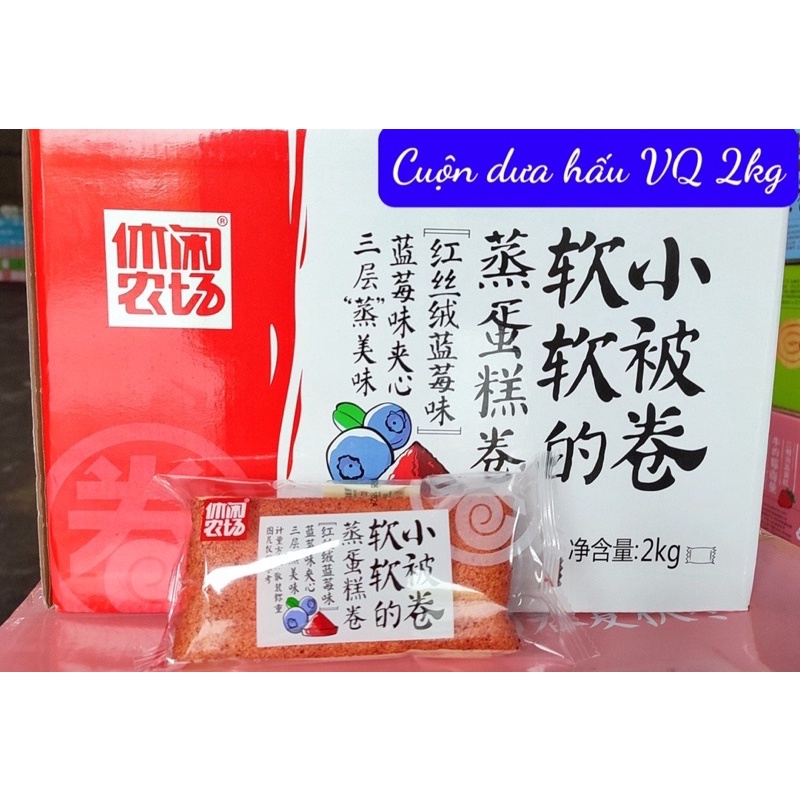 Cuộn dưa hấu VQ 2kg
休闲
农场
®
小被卷
软软的
蒸蛋糕卷
[红丝绒蓝莓味]
蓝莓味夹心
三层“蒸”美味
净含量:2kg
卷
休闲
农场
小被卷
软软的
蒸蛋糕卷
[红丝绒蓝莓味]
蓝莓味夹心
三层“蒸”美味